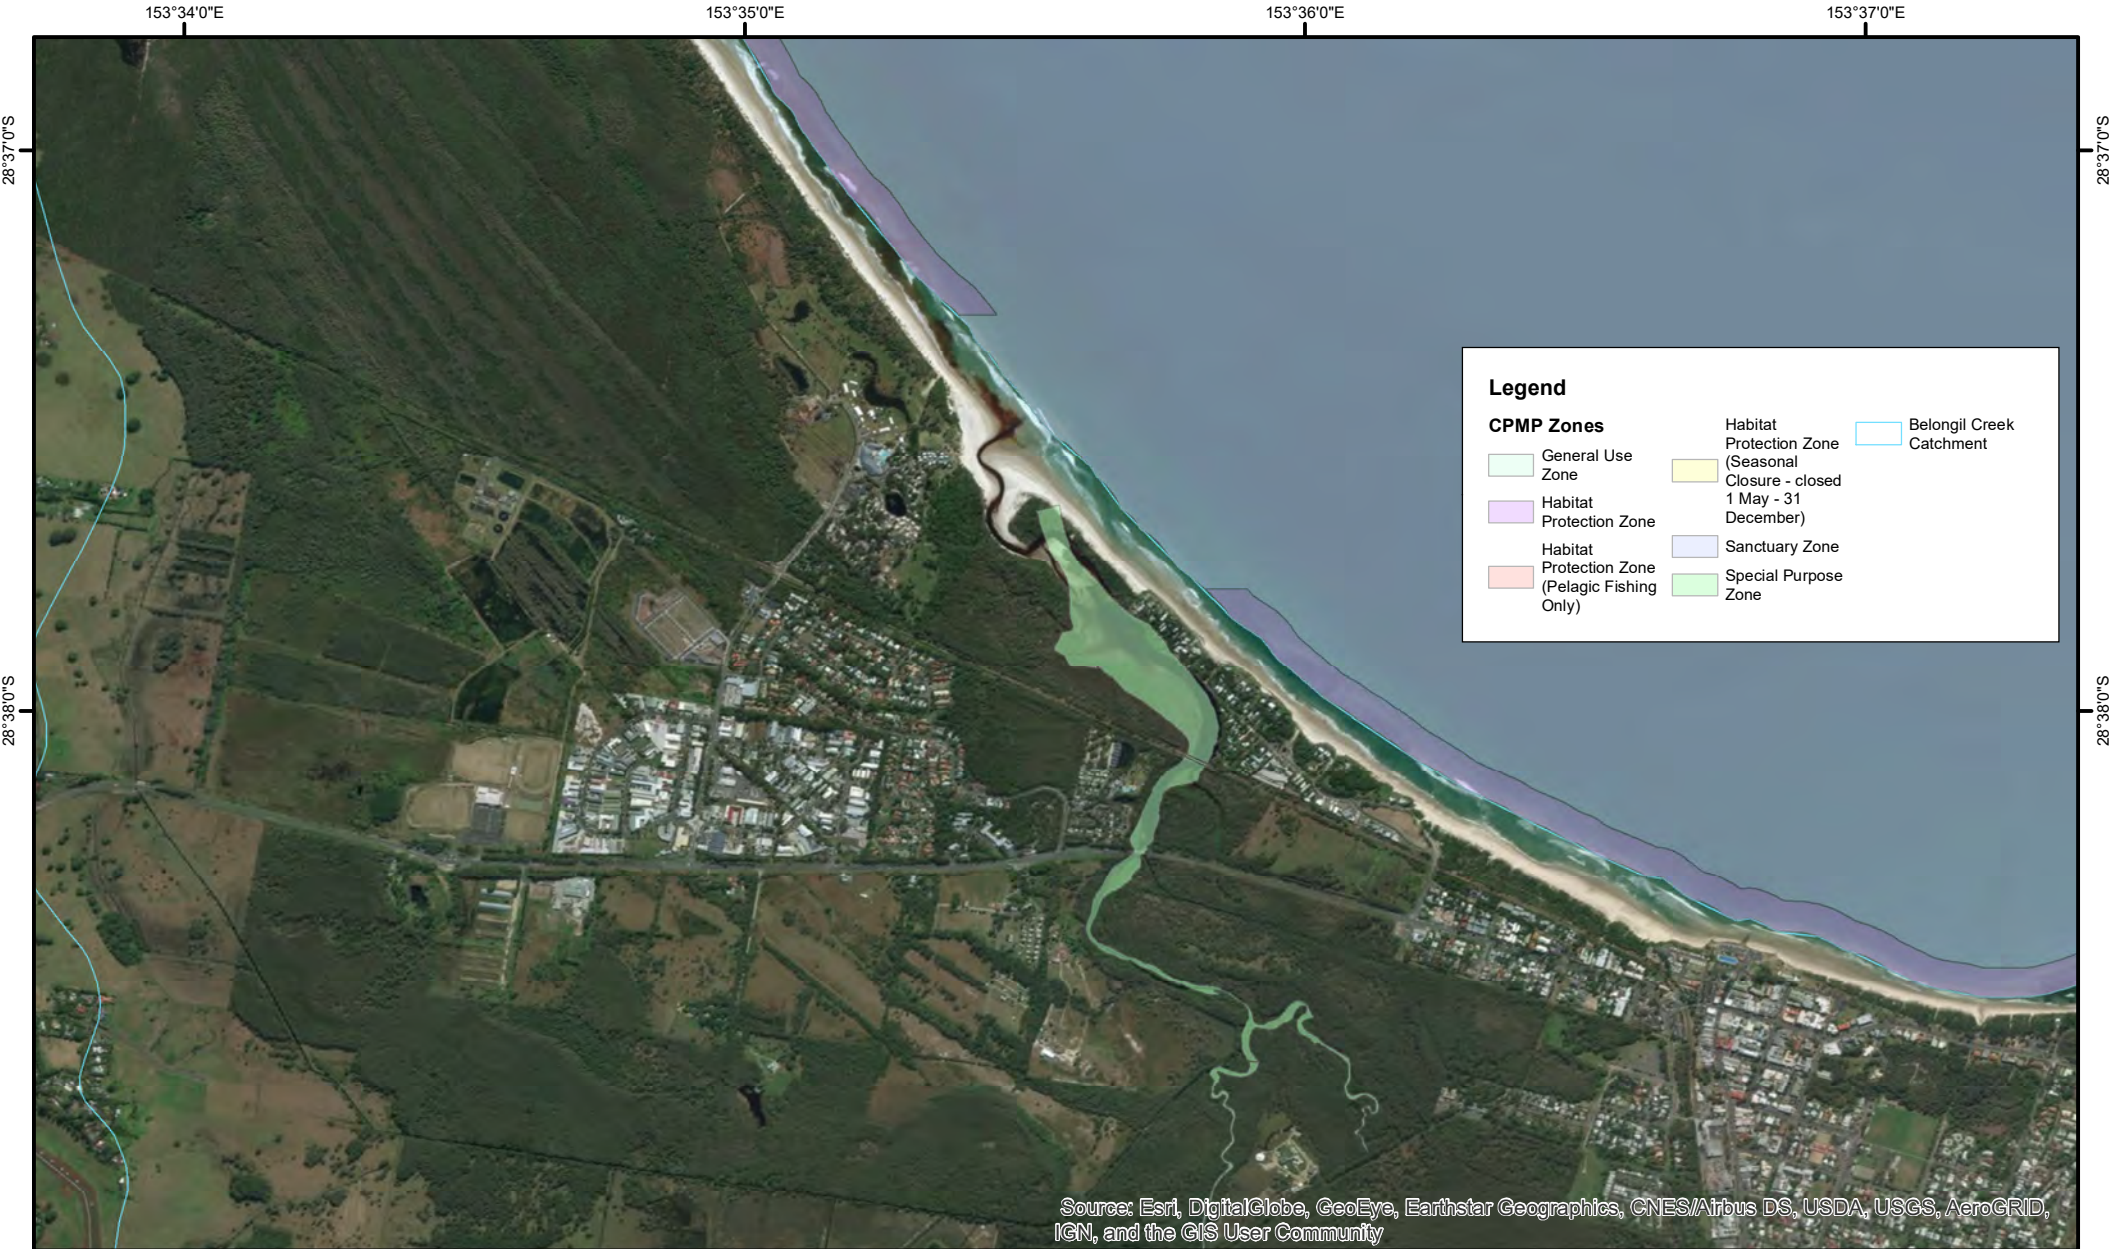 153°34'0"E
153°35'0"E
153°36'0"E
153°37'0"E
28°37'0"S
28°37'0"S
28°38'0"S
28°38'0"S
Legend
CPMP Zones
General Use
Zone
Habitat
Protection Zone
Habitat
Protection Zone
(Pelagic Fishing
Only)
Habitat
Protection Zone
(Seasonal
Closure - closed
1 May - 31
December)
Sanctuary Zone
Special Purpose
Zone
Belongil Creek
Catchment
Source: Esri, DigitalGlobe, GeoEye, Earthstar Geographics, CNES/Airbus DS, USDA, USGS, AeroGRID,
IGN, and the GIS User Community